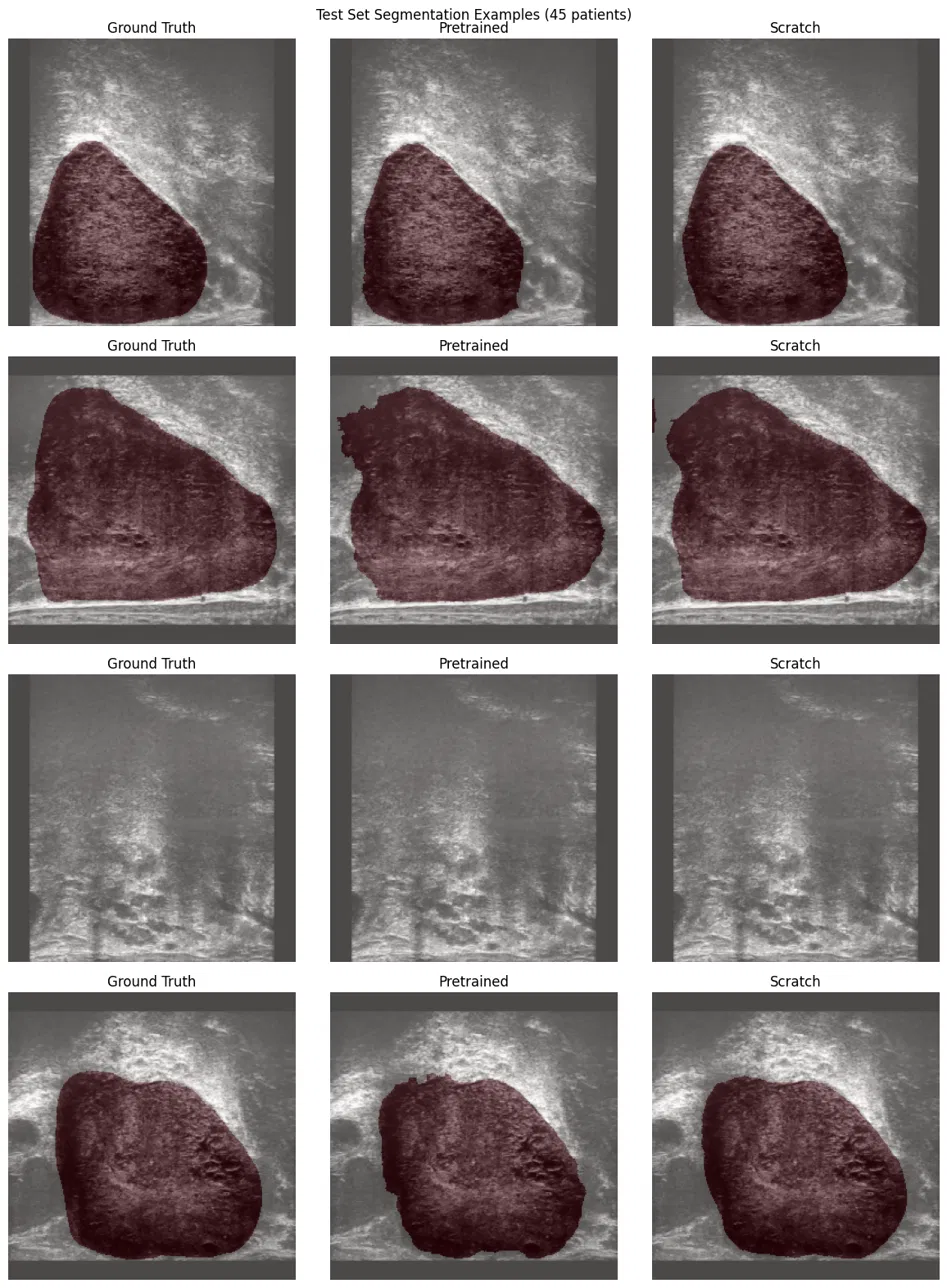 Test Set Segmentation Examples (45 patients)
Ground Truth
Pretrained
Scratch
Ground Truth
Pretrained
Scratch
Ground Truth
Pretrained
Scratch
Ground Truth
Pretrained
Scratch